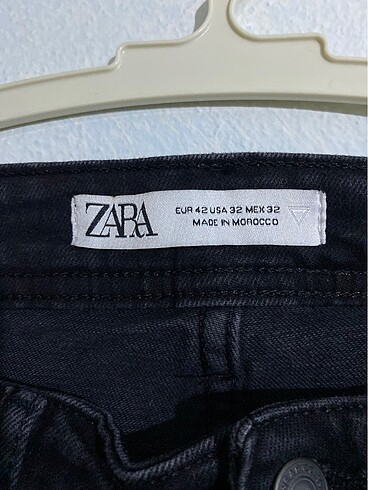 ZARA
EUR 42 USA 32 MEX 32
MADE IN MOROCCO